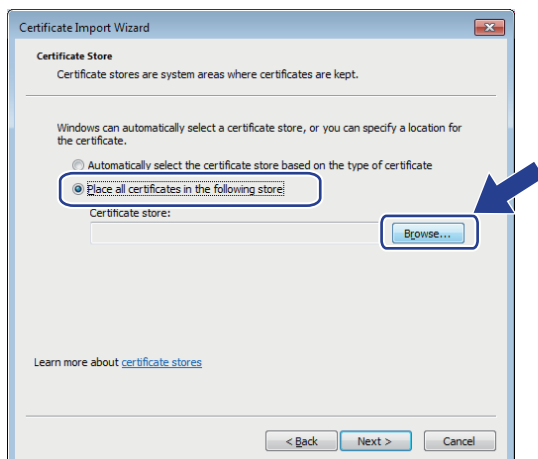 Certificate Import Wizard
Certificate Store
Certificate stores are system areas where certificates are kept.
Windows can automatically select a certificate store, or you can specify a location for
the certificate.
Automatically select the certificate store based on the type of certificate
Place all certificates in the following store
Certificate store:
Browse...
Learn more about certificate stores
< Back Next > Cancel